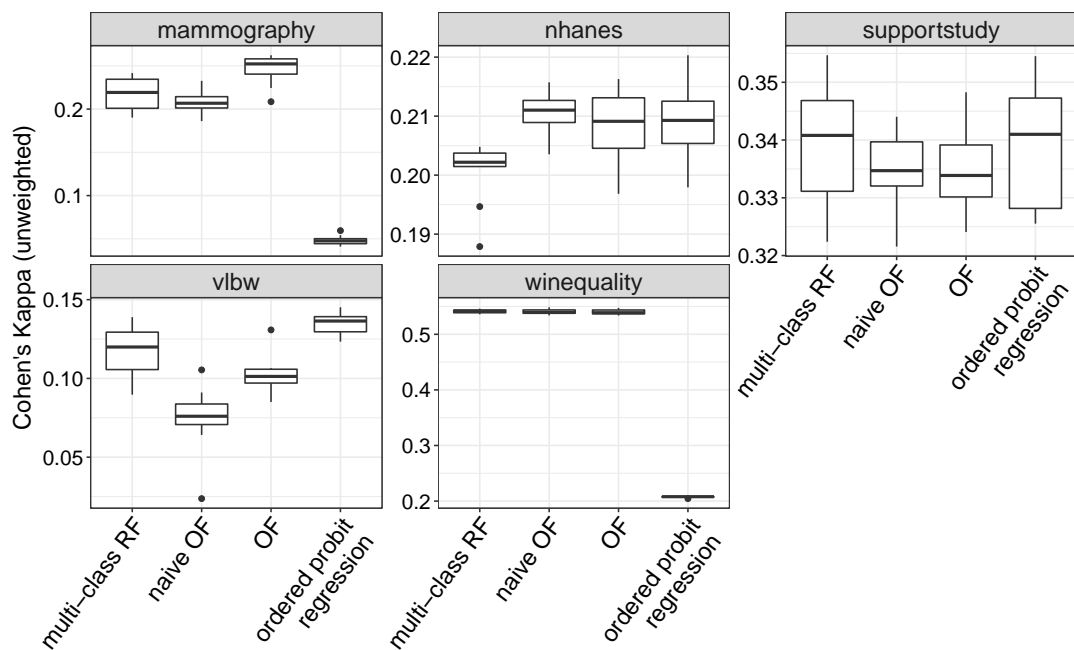 mammography
nhanes
supportstudy
Cohen's Kappa (unweighted)
0.2
0.1
0.22
0.21
0.20
0.19
0.35
0.34
0.33
0.32
vlbw
winequality
0.15
0.10
0.05
0.5
0.4
0.3
0.2
multi−class RF
naive OF
OF
ordered probit
regression
multi−class RF
naive OF
OF
ordered probit
regression
multi−class RF
naive OF
OF
ordered probit
regression